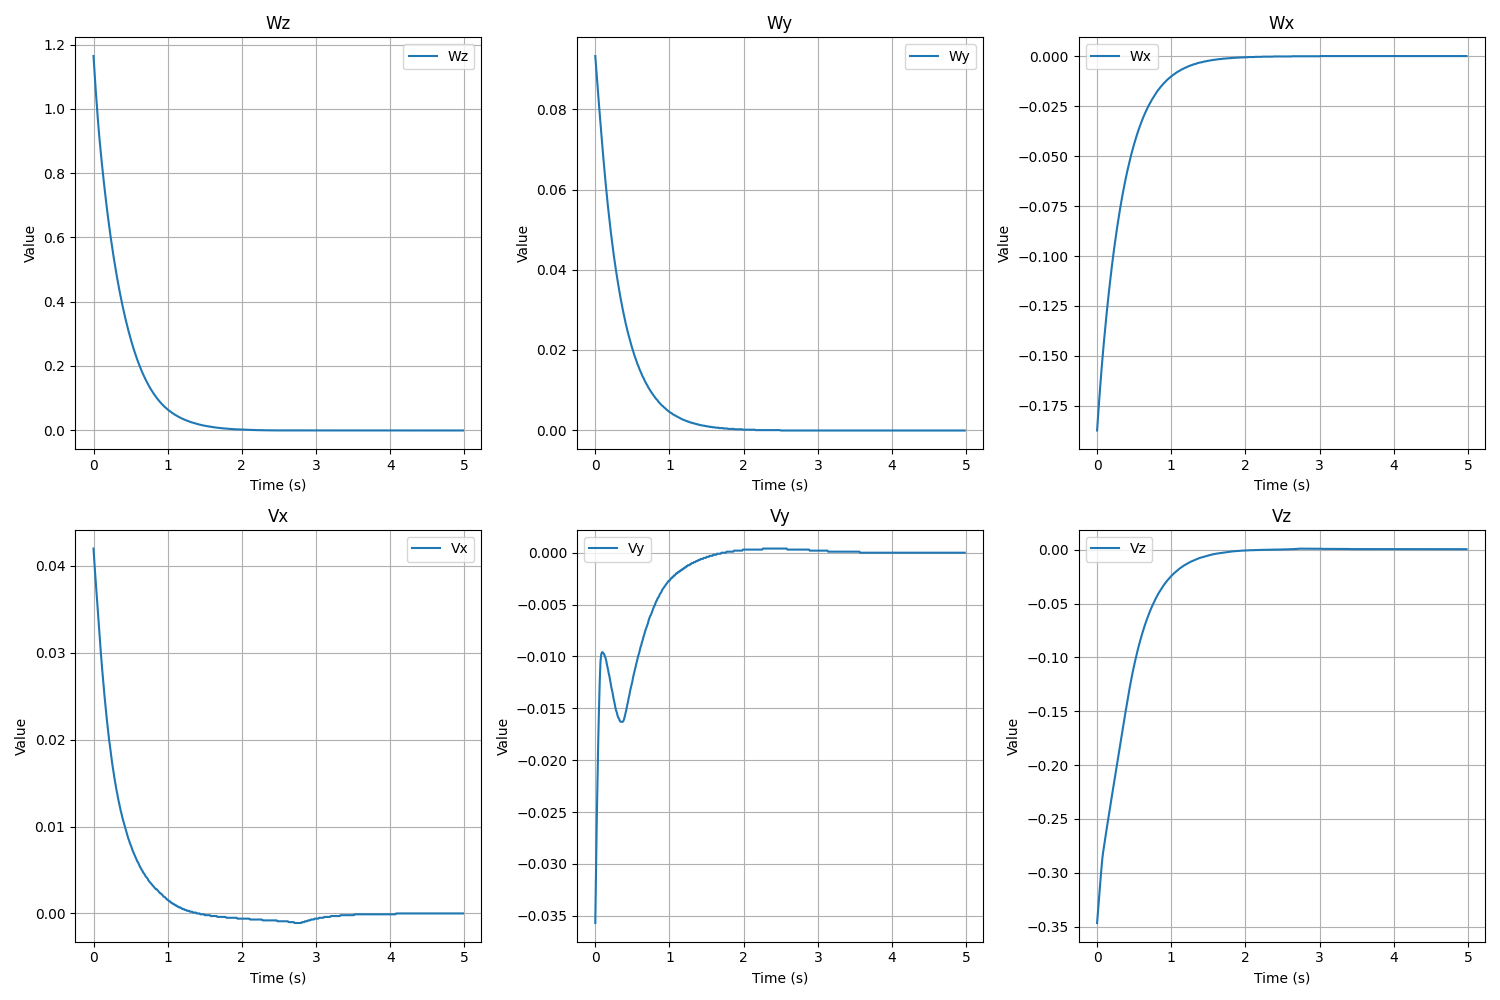 Wz
1.2
1.0
0.8
0.6
0.4
0.2
0.0
Value
Wz
0 1 2 3 4 5
Time (s)
Wy
0.08
0.06
0.04
0.02
0.00
Value
Wy
0 1 2 3 4 5
Time (s)
Wx
0.000
−0.025
−0.050
−0.075
−0.100
−0.125
−0.150
−0.175
Value
Wx
0 1 2 3 4 5
Time (s)
Vx
0.04
0.03
0.02
0.01
0.00
Value
Vx
0 1 2 3 4 5
Time (s)
Vy
0.000
−0.005
−0.010
−0.015
−0.020
−0.025
−0.030
−0.035
Value
Vy
0 1 2 3 4 5
Time (s)
Vz
0.00
−0.05
−0.10
−0.15
−0.20
−0.25
−0.30
−0.35
Value
Vz
0 1 2 3 4 5
Time (s)